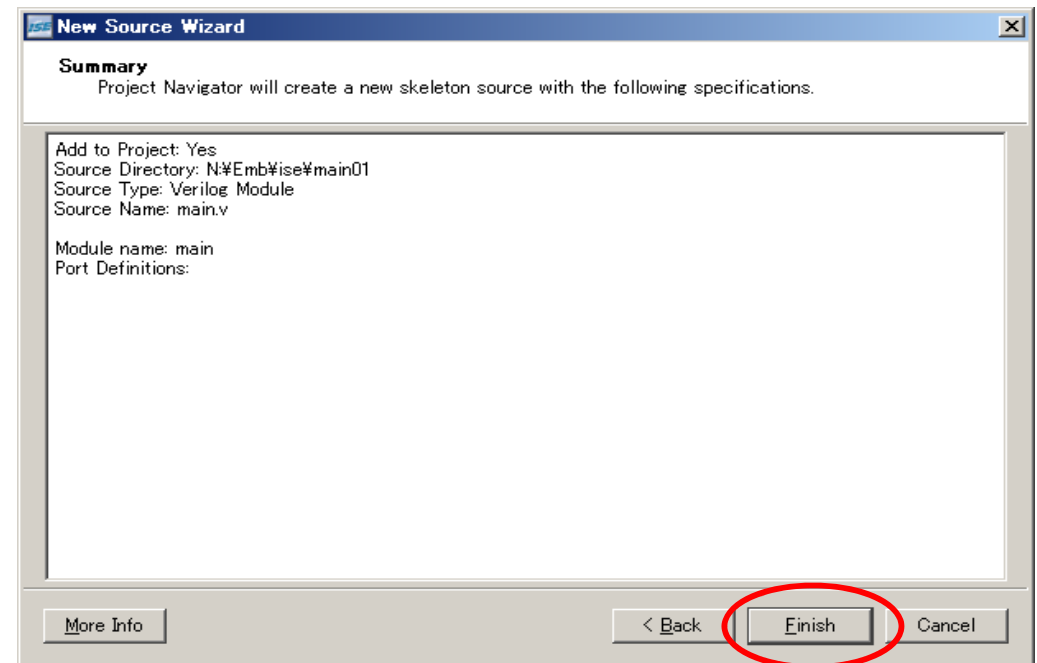 ISE New Source Wizard
Summary
Project Navigator will create a new skeleton source with the following specifications.
Add to Project: Yes
Source Directory: N:¥Emb¥ise¥main01
Source Type: Verilog Module
Source Name: main.v
Module name: main
Port Definitions:
More Info < Back Finish Cancel